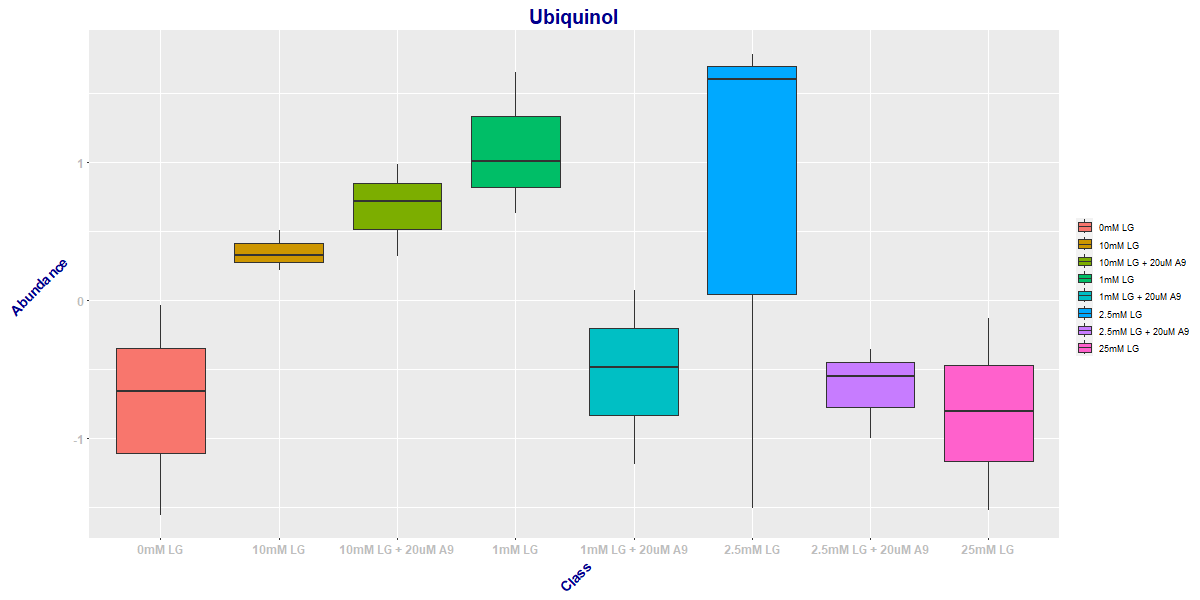 Ubiquinol
Abundance
1
0
-1
0mM LG
10mM LG
10mM LG + 20uM A9
1mM LG
1mM LG + 20uM A9
2.5mM LG
2.5mM LG + 20uM A9
25mM LG
Class
0mM LG
10mM LG
10mM LG + 20uM A9
1mM LG
1mM LG + 20uM A9
2.5mM LG
2.5mM LG + 20uM A9
25mM LG